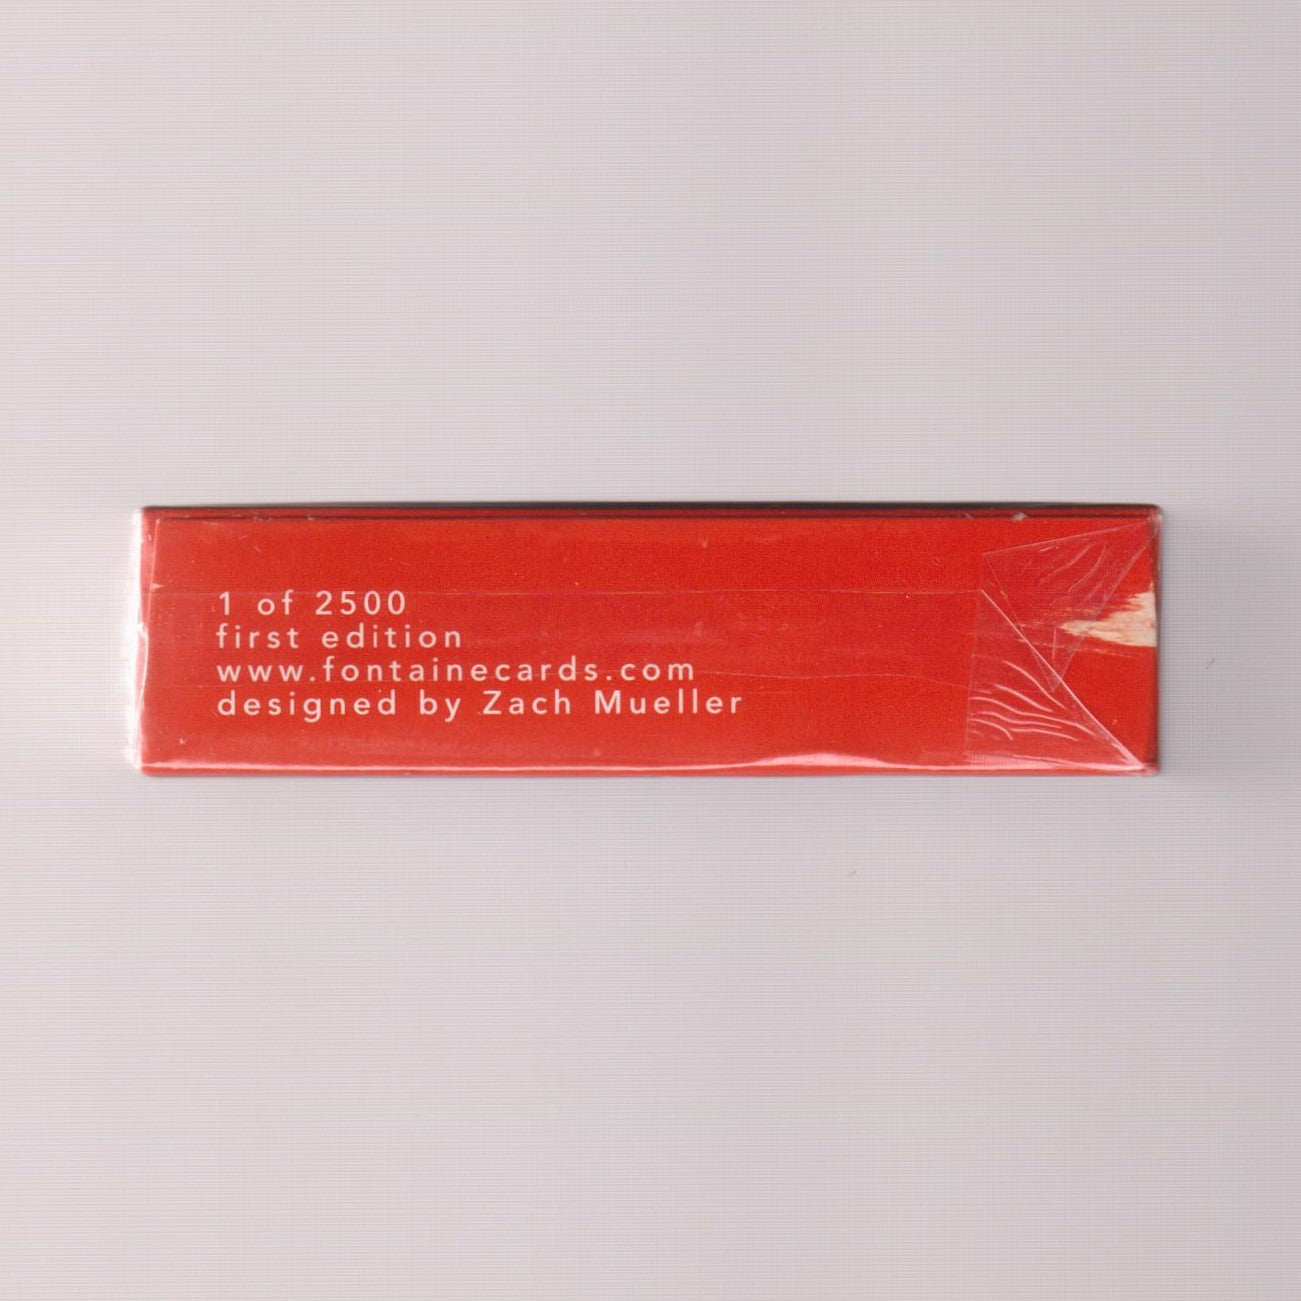 1 of 2500
first edition
www.fontainecards.com
designed by Zach Mueller